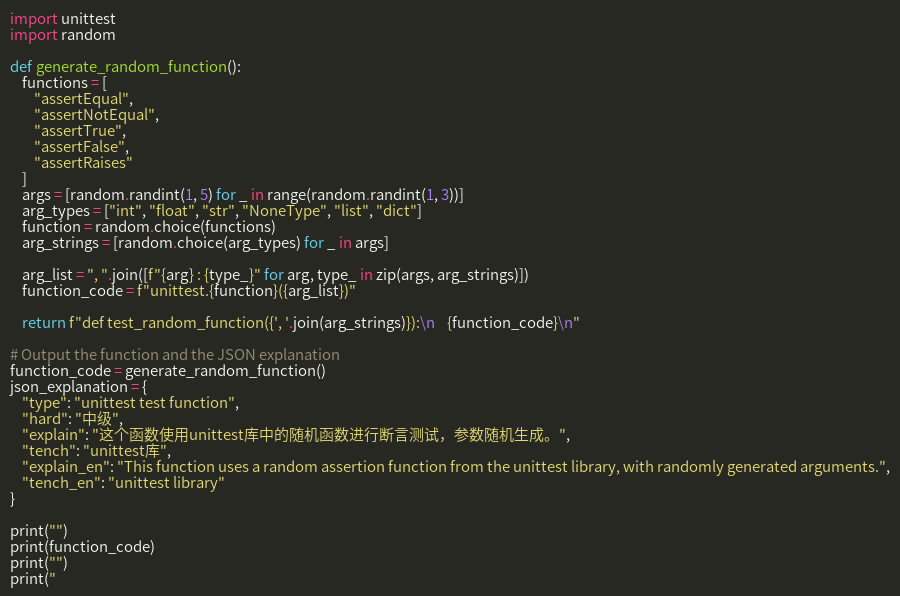 import unittest
import random

def generate_random_function():
    functions = [
        "assertEqual",
        "assertNotEqual",
        "assertTrue",
        "assertFalse",
        "assertRaises"
    ]
    args = [random.randint(1, 5) for _ in range(random.randint(1, 3))]
    arg_types = ["int", "float", "str", "NoneType", "list", "dict"]
    function = random.choice(functions)
    arg_strings = [random.choice(arg_types) for _ in args]

    arg_list = ", ".join([f"{arg} : {type_}" for arg, type_ in zip(args, arg_strings)])
    function_code = f"unittest.{function}({arg_list})"

    return f"def test_random_function({', '.join(arg_strings)}):\n    {function_code}\n"

# Output the function and the JSON explanation
function_code = generate_random_function()
json_explanation = {
    "type": "unittest test function",
    "hard": "中级",
    "explain": "这个函数使用unittest库中的随机函数进行断言测试，参数随机生成。",
    "tench": "unittest库",
    "explain_en": "This function uses a random assertion function from the unittest library, with randomly generated arguments.",
    "tench_en": "unittest library"
}

print("")
print(function_code)
print("")
print("